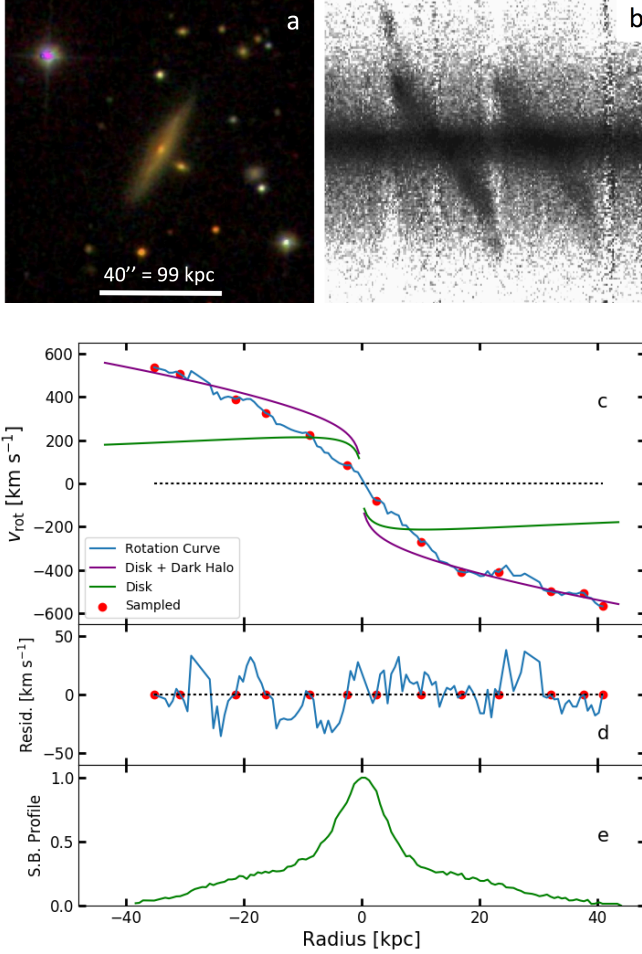 a
b
40’’ = 99 kpc
600
400
200
0
−200
−400
−600
v_rot [km s⁻¹]
c
Rotation Curve
Disk + Dark Halo
Disk
Sampled
50
0
−50
Resid. [km s⁻¹]
d
1.0
0.5
0.0
S.B. Profile
e
−40 −20 0 20 40
Radius [kpc]